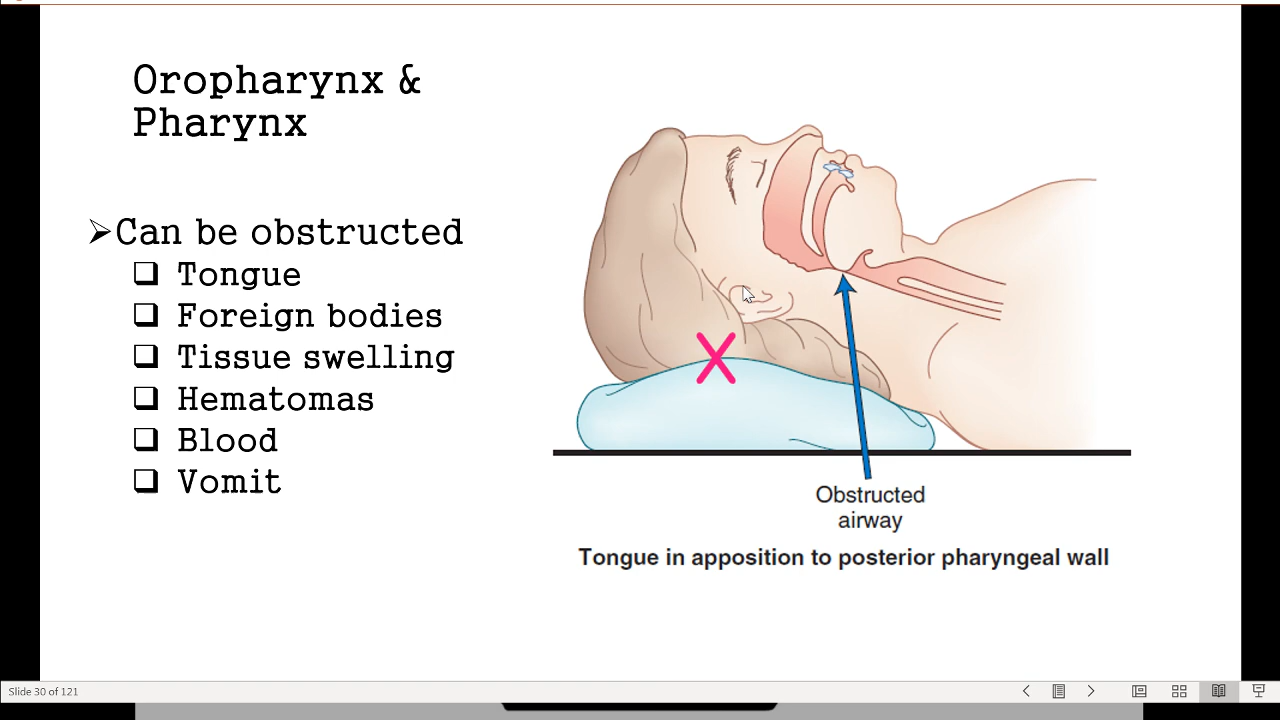 Oropharynx &
Pharynx
Can be obstructed
Tongue
Foreign bodies
Tissue swelling
Hematomas
Blood
Vomit
Obstructed
airway
Tongue in apposition to posterior pharyngeal wall
Slide 30 of 121